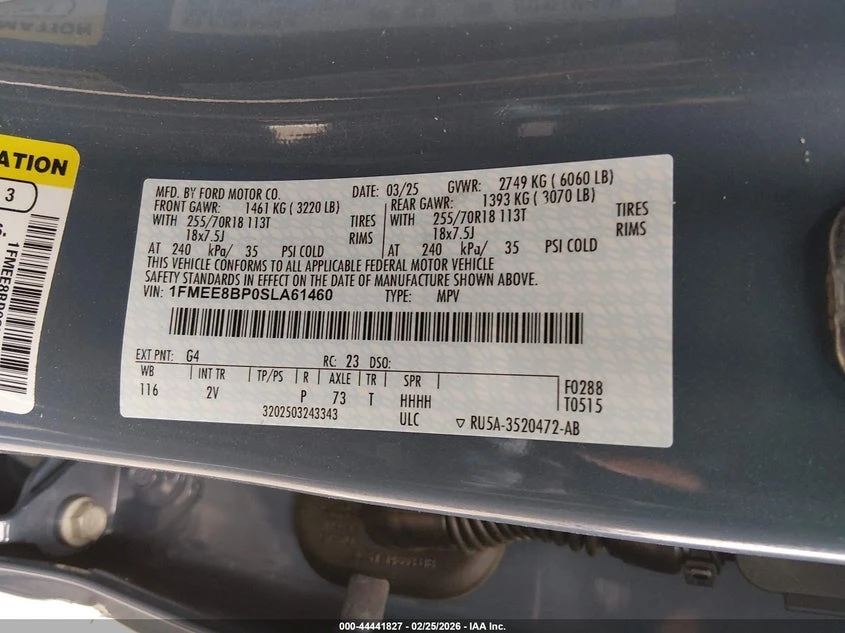 ATION
3
1FMEE8BP0S
MFD. BY FORD MOTOR CO. DATE: 03/25 GVWR: 2749 KG ( 6060 LB)
FRONT GAWR: 1461 KG ( 3220 LB) REAR GAWR: 1393 KG ( 3070 LB)
WITH 255/70R18 113T TIRES WITH 255/70R18 113T TIRES
18x7.5J RIMS 18x7.5J RIMS
AT 240 kPa/ 35 PSI COLD AT 240 kPa/ 35 PSI COLD
THIS VEHICLE CONFORMS TO ALL APPLICABLE FEDERAL MOTOR VEHICLE
SAFETY STANDARDS IN EFFECT ON THE DATE OF MANUFACTURE SHOWN ABOVE.
VIN: 1FMEE8BP0SLA61460 TYPE: MPV
EXT PNT: G4 RC: 23 DSO:
WB INT TR TP/PS R AXLE TR SPR F0288
116 2V P 73 T HHHH T0515
3202503243343 ULC ▽ RU5A-3520472-AB
000-44441827 / 02/25/2026 - IAA Inc.